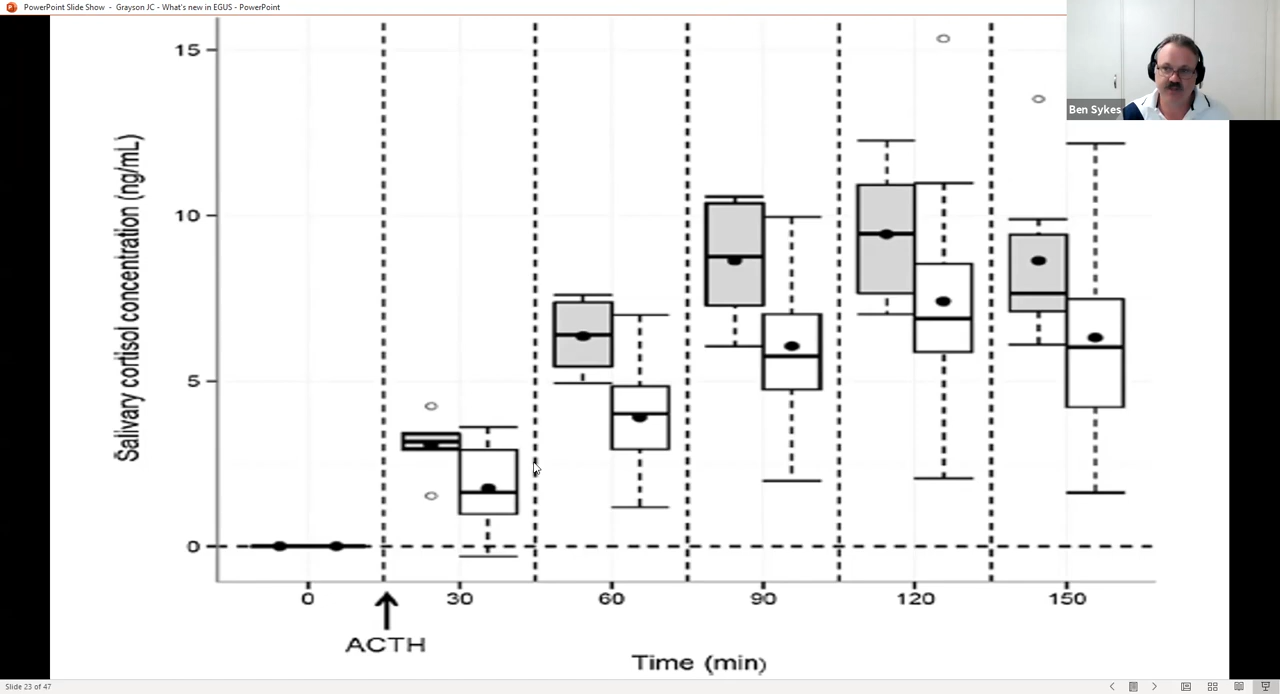 PowerPoint Slide Show - Grayson JC - What's new in EGUS - PowerPoint
Ben Sykes
Salivary cortisol concentration (ng/mL)
15
10
5
0
0 30 60 90 120 150
ACTH
Time (min)
Slide 23 of 47